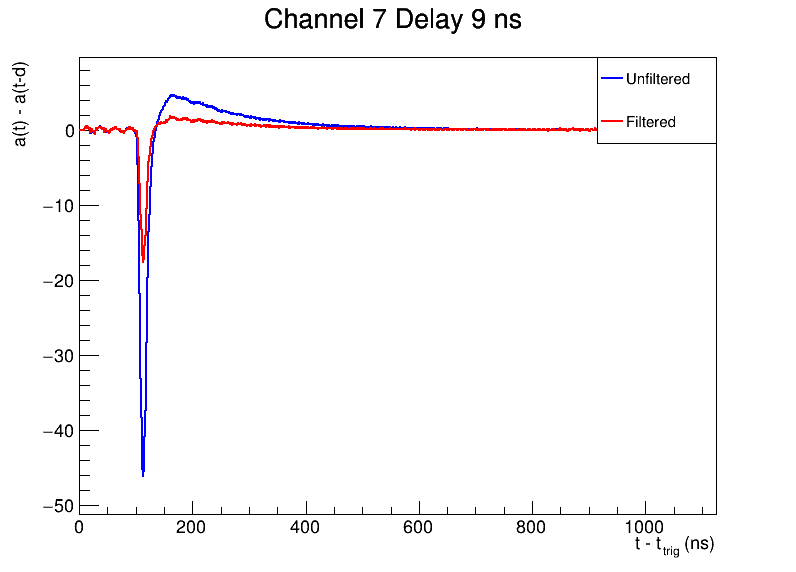 Channel 7 Delay 9 ns
a(t) - a(t-d)
Unfiltered
Filtered
0
−10
−20
−30
−40
−50
0 200 400 600 800 1000
t - t_trig (ns)